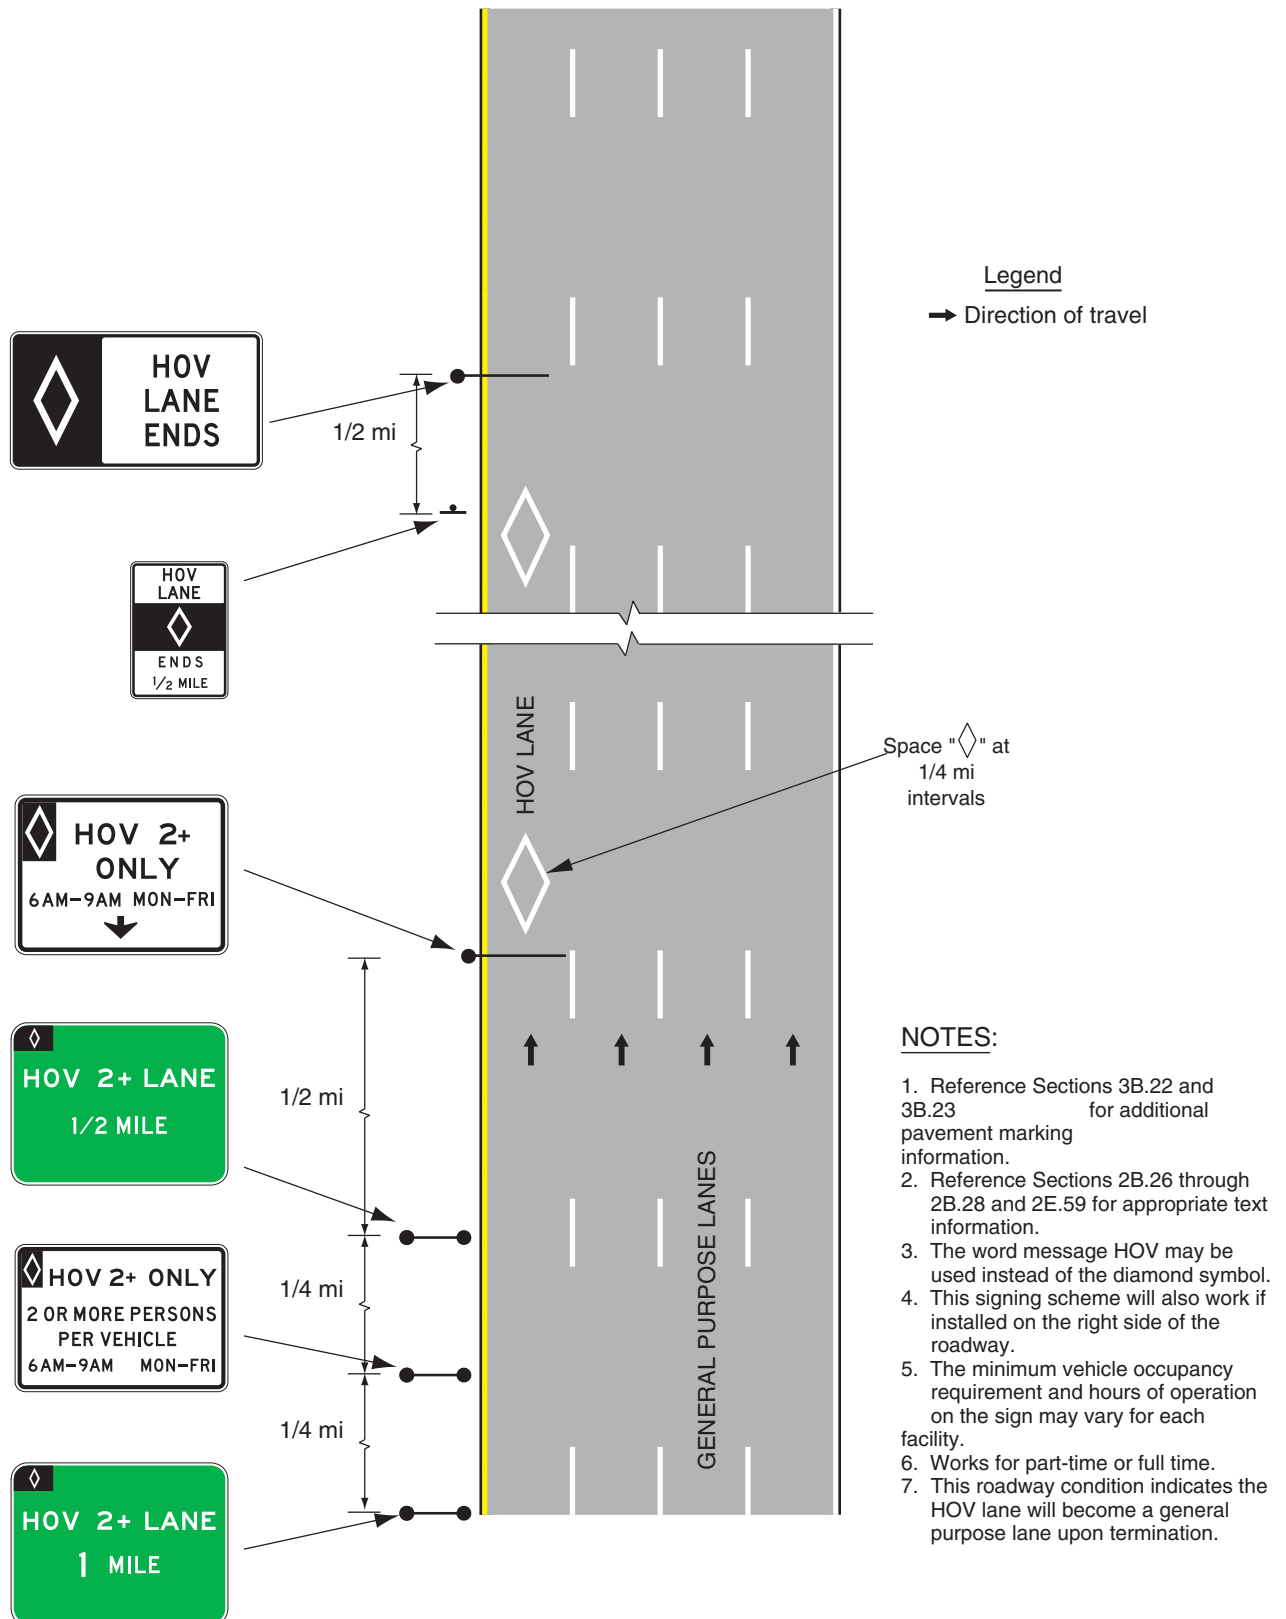 Legend
Direction of travel
HOV
LANE
ENDS
1/2 mi
HOV
LANE
ENDS
1/2 MILE
HOV LANE
Space "◊" at
1/4 mi
intervals
HOV 2+
ONLY
6AM–9AM MON–FRI
HOV 2+ LANE
1/2 MILE
1/2 mi
HOV 2+ ONLY
2 OR MORE PERSONS
PER VEHICLE
6AM–9AM MON–FRI
1/4 mi
1/4 mi
HOV 2+ LANE
1 MILE
GENERAL PURPOSE LANES
NOTES:
1. Reference Sections 3B.22 and
3B.23 for additional
pavement marking
information.
2. Reference Sections 2B.26 through
2B.28 and 2E.59 for appropriate text
information.
3. The word message HOV may be
used instead of the diamond symbol.
4. This signing scheme will also work if
installed on the right side of the
roadway.
5. The minimum vehicle occupancy
requirement and hours of operation
on the sign may vary for each
facility.
6. Works for part-time or full time.
7. This roadway condition indicates the
HOV lane will become a general
purpose lane upon termination.